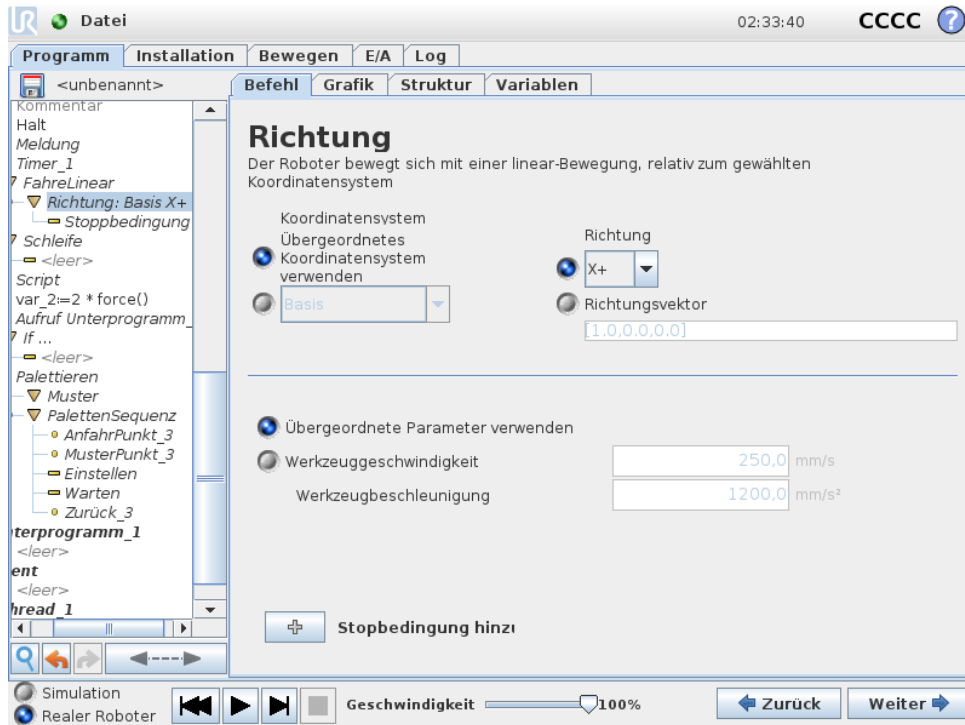 UR Datei 02:33:40 CCCC ?
Programm Installation Bewegen E/A Log
<unbenannt>
Befehl Grafik Struktur Variablen
Kommentar
Halt
Meldung
Timer_1
FahreLinear
Richtung: Basis X+
Stoppbedingung
Schleife
<leer>
Script
var_2:=2 * force()
Aufruf Unterprogramm_
If ...
<leer>
Palettieren
Muster
PalettenSequenz
AnfahrPunkt_3
MusterPunkt_3
Einstellen
Warten
Zurück_3
nterprogramm_1
<leer>
ent
<leer>
hread_1
Richtung
Der Roboter bewegt sich mit einer linear-Bewegung, relativ zum gewählten
Koordinatensystem
Koordinatensystem
Übergeordnetes
Koordinatensystem
verwenden
Basis
Richtung
X+
Richtungsvektor
[1.0,0.0,0.0]
Übergeordnete Parameter verwenden
Werkzeuggeschwindigkeit 250,0 mm/s
Werkzeugbeschleunigung 1200,0 mm/s²
Stopbedingung hinzu
Simulation
Realer Roboter
Geschwindigkeit 100%
Zurück Weiter